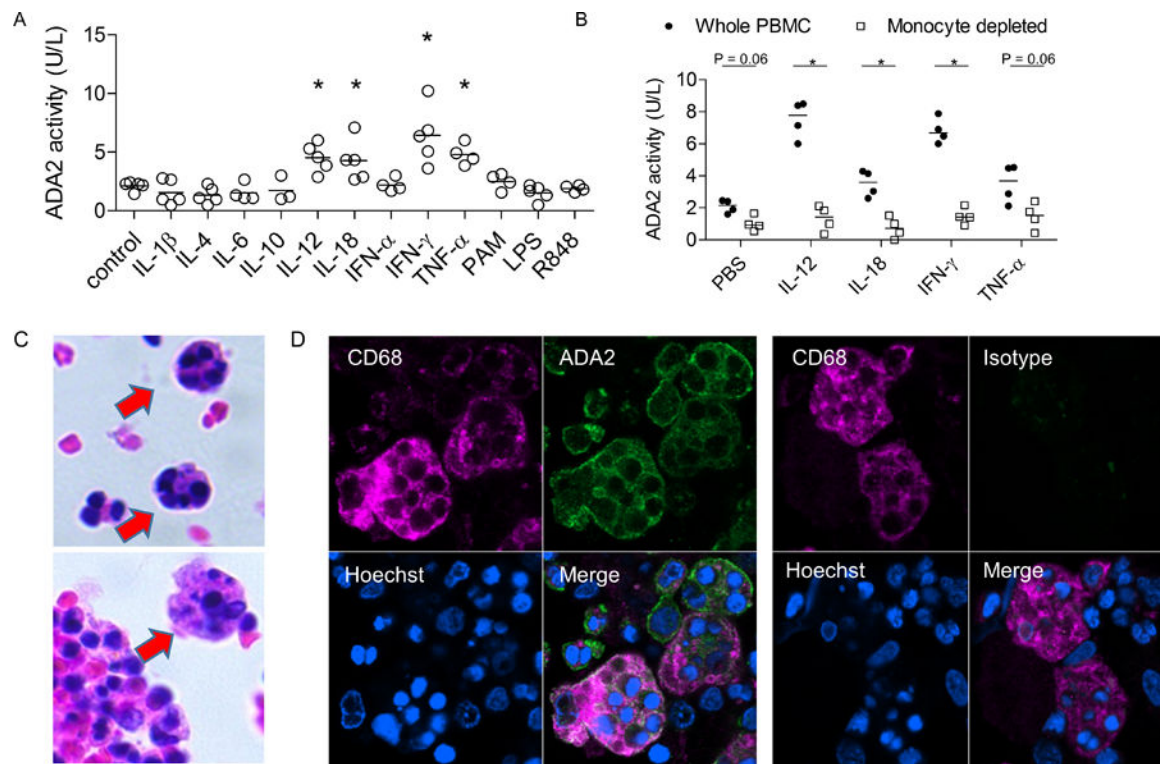 A
ADA2 activity (U/L)
15
10
5
0
control
IL-1β
IL-4
IL-6
IL-10
IL-12
IL-18
IFN-α
IFN-γ
TNF-α
PAM
LPS
R848
*
*
*
*
B
Whole PBMC
Monocyte depleted
P = 0.06
*
*
*
P = 0.06
ADA2 activity (U/L)
10
8
6
4
2
0
PBS
IL-12
IL-18
IFN-γ
TNF-α
C
D
CD68
ADA2
Hoechst
Merge
CD68
Isotype
Hoechst
Merge